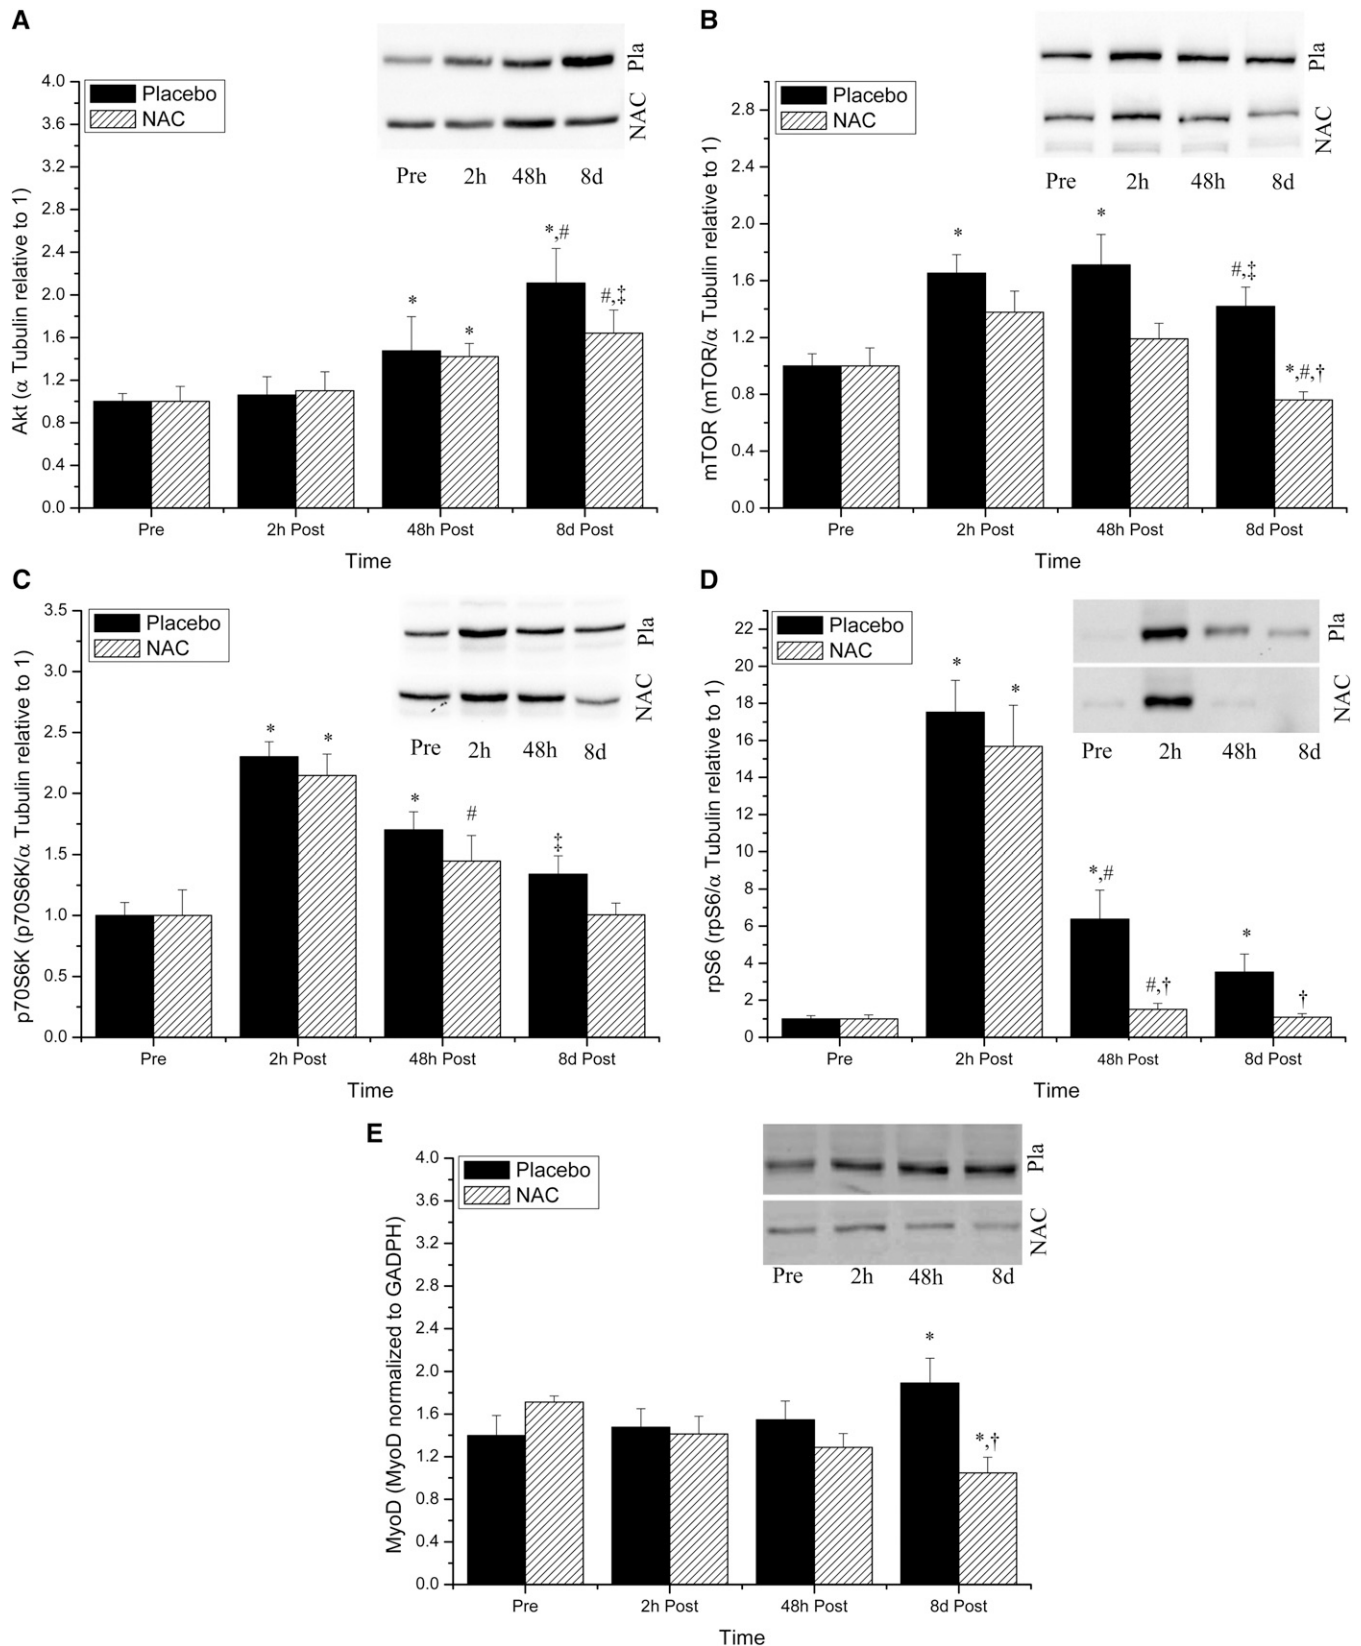 A
Akt (α Tubulin relative to 1)
4.0
3.6
3.2
2.8
2.4
2.0
1.6
1.2
0.8
0.4
0.0
Placebo
NAC
Pla
NAC
Pre 2h 48h 8d
* * *,# #,‡
Pre 2h Post 48h Post 8d Post
Time
B
mTOR (mTOR/α Tubulin relative to 1)
2.8
2.4
2.0
1.6
1.2
0.8
0.4
0.0
Placebo
NAC
Pla
NAC
Pre 2h 48h 8d
* * #,‡ *,#,†
Pre 2h Post 48h Post 8d Post
Time
C
p70S6K (p70S6K/α Tubulin relative to 1)
3.5
3.0
2.5
2.0
1.5
1.0
0.5
0.0
Placebo
NAC
Pla
NAC
Pre 2h 48h 8d
* * * # ‡
Pre 2h Post 48h Post 8d Post
Time
D
rpS6 (rpS6/α Tubulin relative to 1)
22
20
18
16
14
12
10
8
6
4
2
0
Placebo
NAC
Pla
NAC
Pre 2h 48h 8d
* * *,# #,† * †
Pre 2h Post 48h Post 8d Post
Time
E
MyoD (MyoD normalized to GADPH)
4.0
3.6
3.2
2.8
2.4
2.0
1.6
1.2
0.8
0.4
0.0
Placebo
NAC
Pla
NAC
Pre 2h 48h 8d
* *,†
Pre 2h Post 48h Post 8d Post
Time